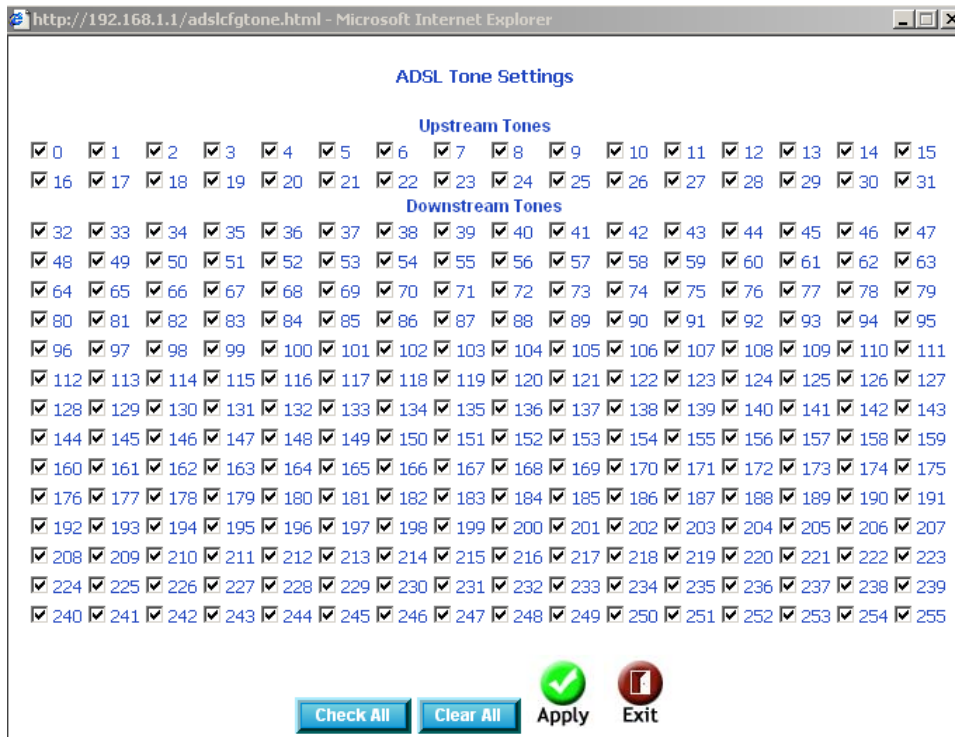 http://192.168.1.1/adslcfgtone.html - Microsoft Internet Explorer
ADSL Tone Settings
Upstream Tones
0 1 2 3 4 5 6 7 8 9 10 11 12 13 14 15
16 17 18 19 20 21 22 23 24 25 26 27 28 29 30 31
Downstream Tones
32 33 34 35 36 37 38 39 40 41 42 43 44 45 46 47
48 49 50 51 52 53 54 55 56 57 58 59 60 61 62 63
64 65 66 67 68 69 70 71 72 73 74 75 76 77 78 79
80 81 82 83 84 85 86 87 88 89 90 91 92 93 94 95
96 97 98 99 100 101 102 103 104 105 106 107 108 109 110 111
112 113 114 115 116 117 118 119 120 121 122 123 124 125 126 127
128 129 130 131 132 133 134 135 136 137 138 139 140 141 142 143
144 145 146 147 148 149 150 151 152 153 154 155 156 157 158 159
160 161 162 163 164 165 166 167 168 169 170 171 172 173 174 175
176 177 178 179 180 181 182 183 184 185 186 187 188 189 190 191
192 193 194 195 196 197 198 199 200 201 202 203 204 205 206 207
208 209 210 211 212 213 214 215 216 217 218 219 220 221 222 223
224 225 226 227 228 229 230 231 232 233 234 235 236 237 238 239
240 241 242 243 244 245 246 247 248 249 250 251 252 253 254 255
Check All Clear All Apply Exit